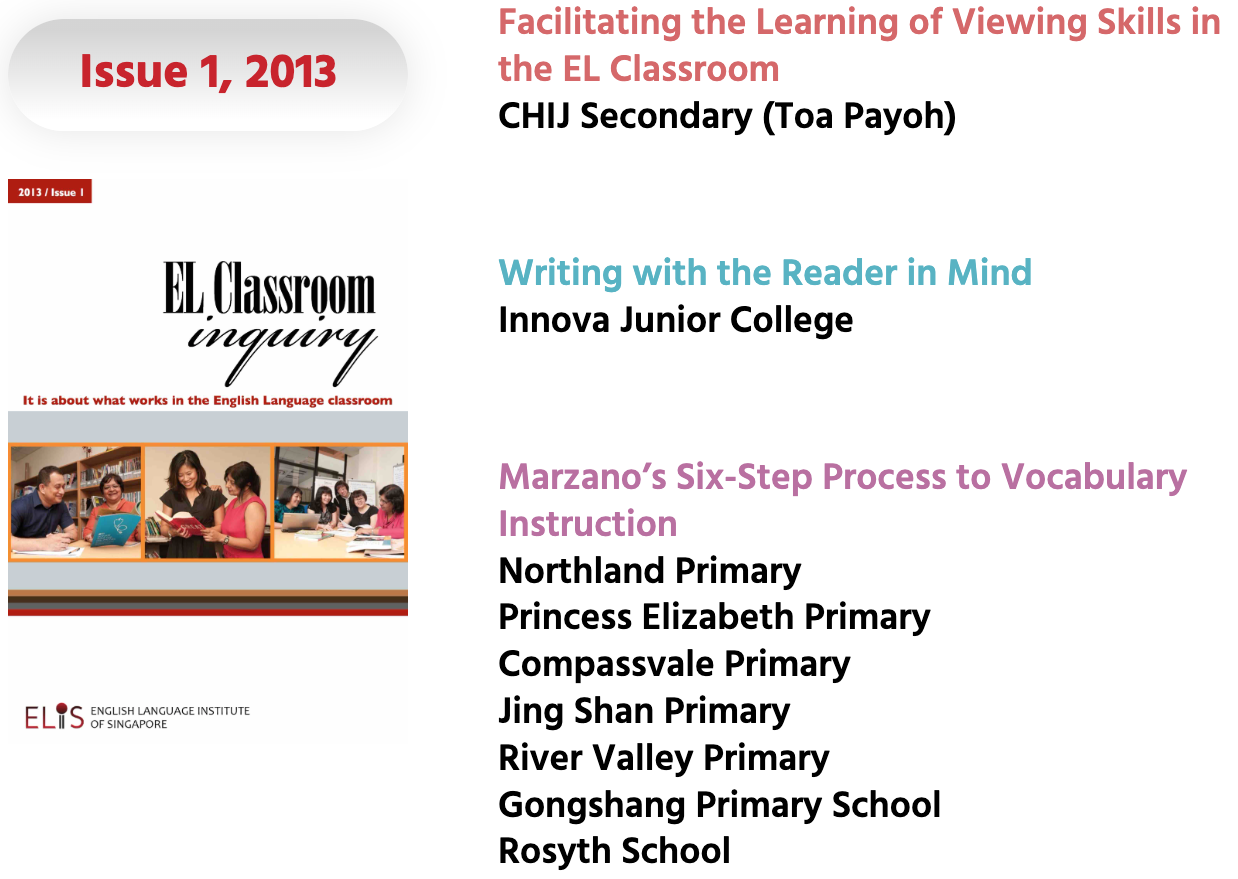 Issue 1, 2013
2013 / Issue 1
EL Classroom
inquiry
It is about what works in the English Language classroom
ELiS
ENGLISH LANGUAGE INSTITUTE
OF SINGAPORE
Facilitating the Learning of Viewing Skills in
the EL Classroom
CHIJ Secondary (Toa Payoh)
Writing with the Reader in Mind
Innova Junior College
Marzano’s Six-Step Process to Vocabulary
Instruction
Northland Primary
Princess Elizabeth Primary
Compassvale Primary
Jing Shan Primary
River Valley Primary
Gongshang Primary School
Rosyth School